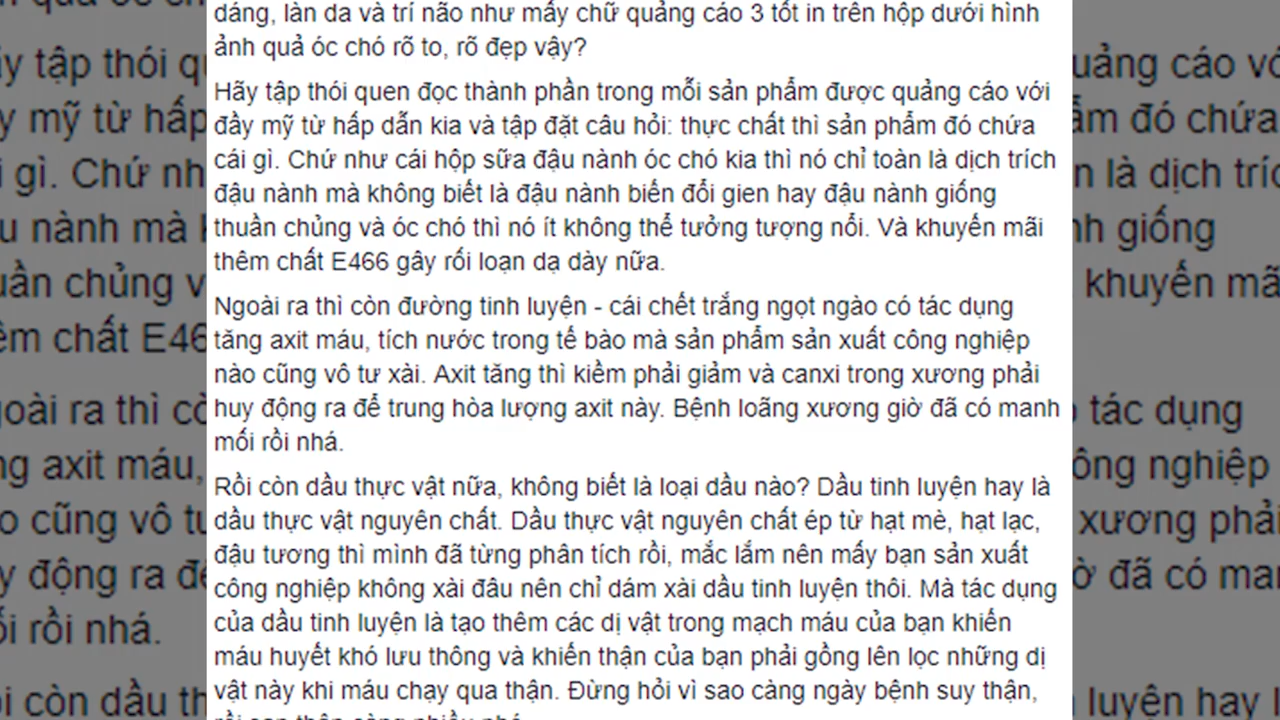 dáng, làn da và trí não như mấy chữ quảng cáo 3 tốt in trên hộp dưới hình
ảnh quả óc chó rõ to, rõ đẹp vậy?
Hãy tập thói quen đọc thành phần trong mỗi sản phẩm được quảng cáo với
đầy mỹ từ hấp dẫn kia và tập đặt câu hỏi: thực chất thì sản phẩm đó chứa
cái gì. Chứ như cái hộp sữa đậu nành óc chó kia thì nó chỉ toàn là dịch trích
đậu nành mà không biết là đậu nành biến đổi gien hay đậu nành giống
thuần chủng và óc chó thì nó ít không thể tưởng tượng nổi. Và khuyến mãi
thêm chất E466 gây rối loạn dạ dày nữa.
Ngoài ra thì còn đường tinh luyện - cái chết trắng ngọt ngào có tác dụng
tăng axit máu, tích nước trong tế bào mà sản phẩm sản xuất công nghiệp
nào cũng vô tư xài. Axit tăng thì kiềm phải giảm và canxi trong xương phải
huy động ra để trung hòa lượng axit này. Bệnh loãng xương giờ đã có manh
mối rồi nhá.
Rồi còn dầu thực vật nữa, không biết là loại dầu nào? Dầu tinh luyện hay là
dầu thực vật nguyên chất. Dầu thực vật nguyên chất ép từ hạt mè, hạt lạc,
đậu tương thì mình đã từng phân tích rồi, mắc lắm nên mấy bạn sản xuất
công nghiệp không xài đâu nên chỉ dám xài dầu tinh luyện thôi. Mà tác dụng
của dầu tinh luyện là tạo thêm các dị vật trong mạch máu của bạn khiến
máu huyết khó lưu thông và khiến thận của bạn phải gồng lên lọc những dị
vật này khi máu chạy qua thận. Đừng hỏi vì sao càng ngày bệnh suy thận,